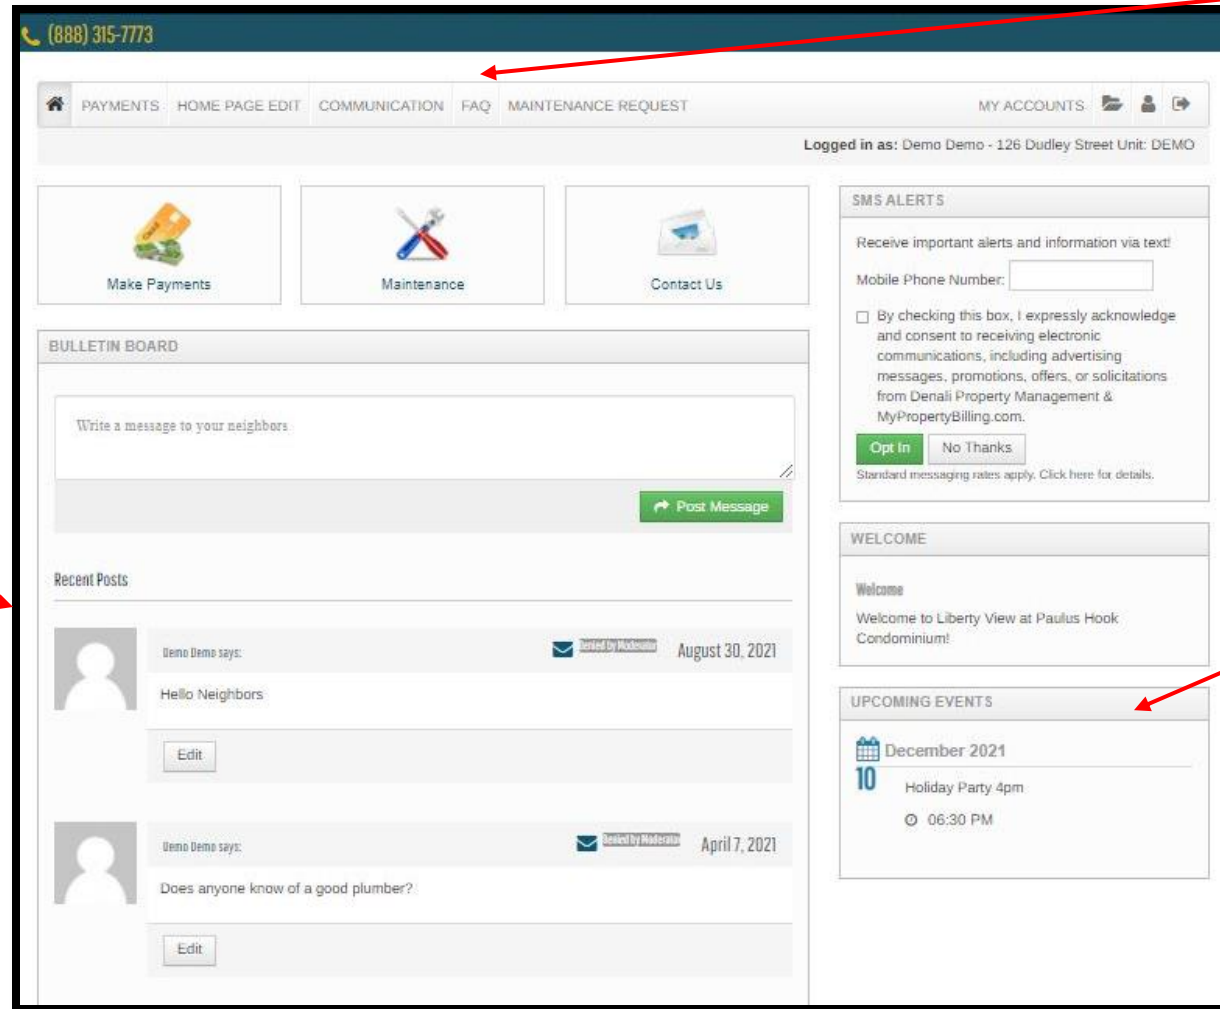 (888) 315-7773
PAYMENTS HOME PAGE EDIT COMMUNICATION FAQ MAINTENANCE REQUEST MY ACCOUNTS
Logged in as: Demo Demo - 126 Dudley Street Unit: DEMO
Make Payments
Maintenance
Contact Us
BULLETIN BOARD
Write a message to your neighbors
Post Message
Recent Posts
Demo Demo says:
Denied by Moderator
August 30, 2021
Hello Neighbors
Edit
Demo Demo says:
Denied by Moderator
April 7, 2021
Does anyone know of a good plumber?
Edit
SMS ALERTS
Receive important alerts and information via text!
Mobile Phone Number:
By checking this box, I expressly acknowledge
and consent to receiving electronic
communications, including advertising
messages, promotions, offers, or solicitations
from Denali Property Management &
MyPropertyBilling.com.
Opt In
No Thanks
Standard messaging rates apply. Click here for details.
WELCOME
Welcome
Welcome to Liberty View at Paulus Hook
Condominium!
UPCOMING EVENTS
December 2021
10
Holiday Party 4pm
06:30 PM